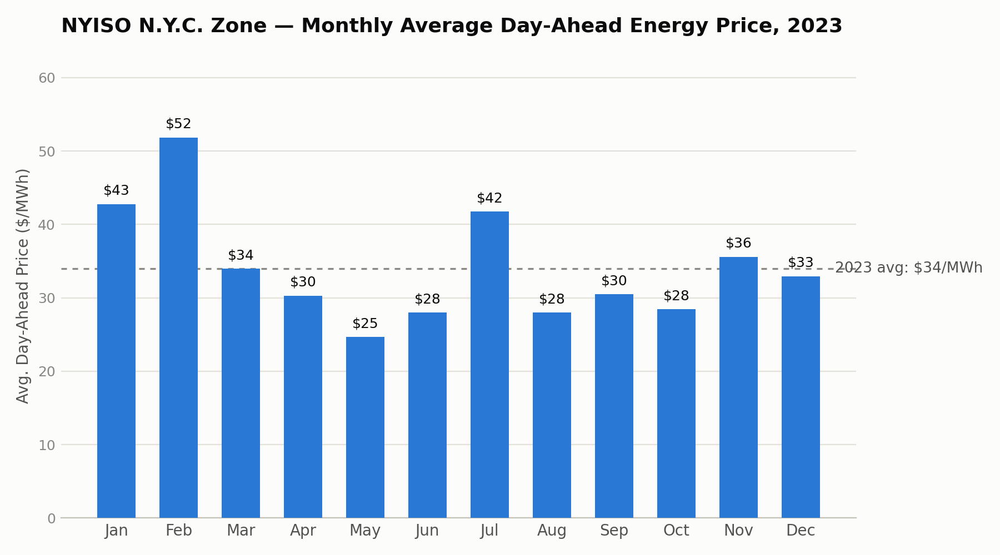 NYISO N.Y.C. Zone — Monthly Average Day-Ahead Energy Price, 2023
Avg. Day-Ahead Price ($/MWh)
60
50
40
30
20
10
0
$43
$52
$34
$30
$25
$28
$42
$28
$30
$28
$36
$33
2023 avg: $34/MWh
Jan
Feb
Mar
Apr
May
Jun
Jul
Aug
Sep
Oct
Nov
Dec